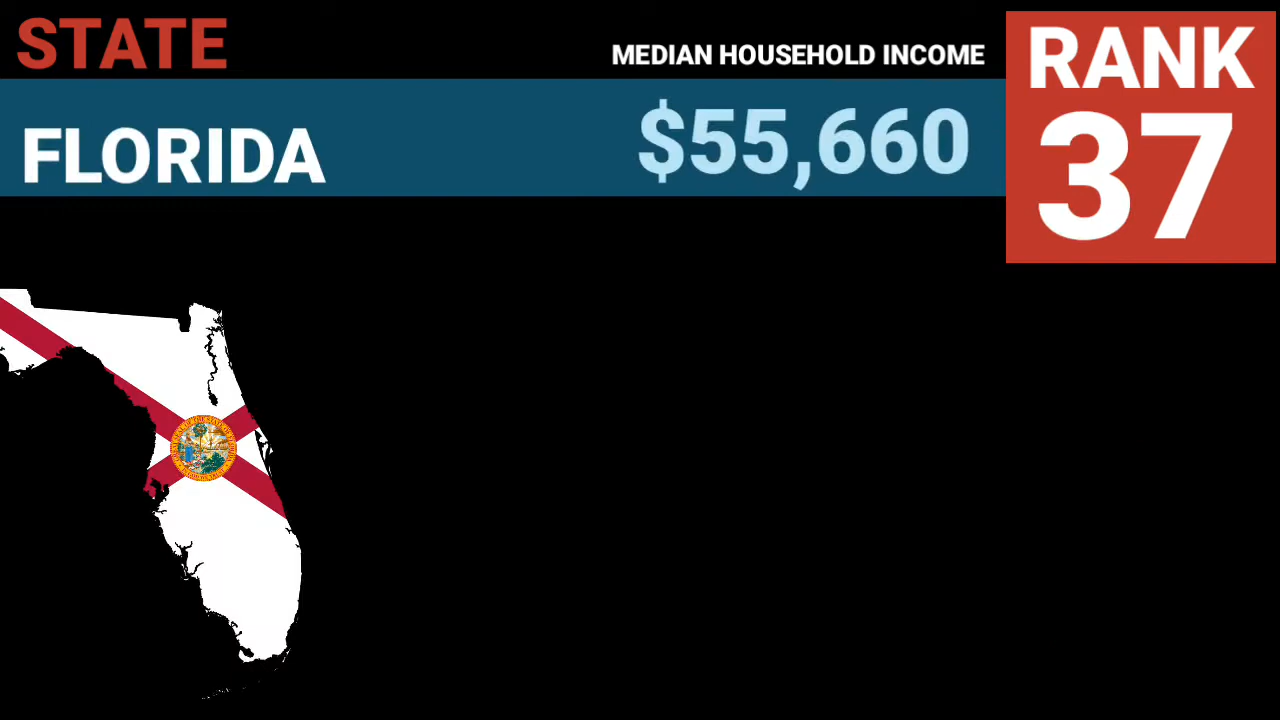 STATE
MEDIAN HOUSEHOLD INCOME
RANK
37
FLORIDA
$55,660